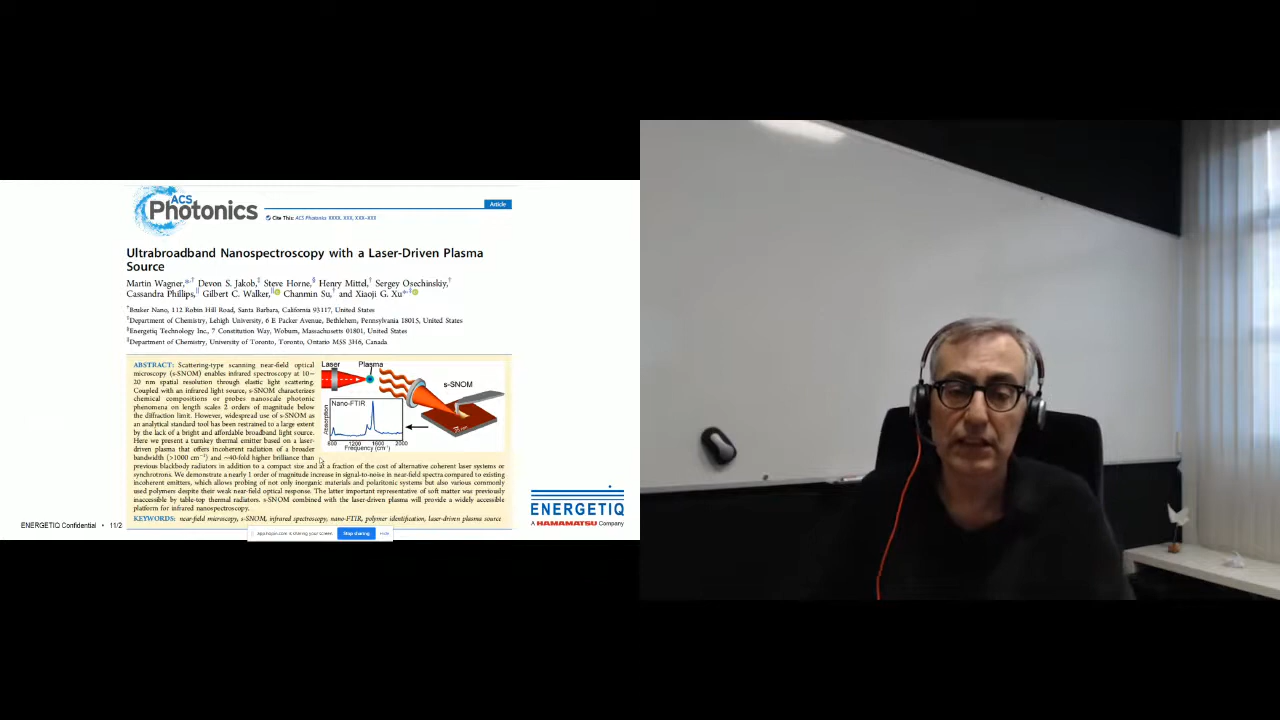 ACS
Photonics
Article
Cite This: ACS Photonics XXXX, XXX, XXX−XXX
Ultrabroadband Nanospectroscopy with a Laser-Driven Plasma
Source
Martin Wagner,*,† Devon S. Jakob,‡ Steve Horne,§ Henry Mittel,† Sergey Osechinskiy,†
Cassandra Phillips,|| Gilbert C. Walker,|| Chanmin Su,† and Xiaoji G. Xu*,‡
Bruker Nano, 112 Robin Hill Road, Santa Barbara, California 93117, United States
Department of Chemistry, Lehigh University, 6 E Packer Avenue, Bethlehem, Pennsylvania 18015, United States
Energetiq Technology Inc., 7 Constitution Way, Woburn, Massachusetts 01801, United States
Department of Chemistry, University of Toronto, Toronto, Ontario M5S 3H6, Canada
ABSTRACT: Scattering-type scanning near-field optical
microscopy (s-SNOM) enables infrared spectroscopy at 10−
20 nm spatial resolution through elastic light scattering.
Coupled with an infrared light source, s-SNOM characterizes
chemical compositions or probes nanoscale photonic
phenomena on length scales 2 orders of magnitude below
the diffraction limit. However, widespread use of s-SNOM as
an analytical standard tool has been restrained to a large extent
by the lack of a bright and affordable broadband light source.
Here we present a turnkey thermal emitter based on a laser-
driven plasma that offers incoherent radiation of a broader
bandwidth (>1000 cm⁻¹) and ~40-fold higher brilliance than
previous blackbody radiators in addition to a compact size and at a fraction of the cost of alternative coherent laser systems or
synchrotrons. We demonstrate a nearly 1 order of magnitude increase in signal-to-noise in near-field spectra compared to existing
incoherent emitters, which allows probing of not only inorganic materials and polaritonic systems but also various commonly
used polymers despite their weak near-field optical response. The latter important representative of soft matter was previously
inaccessible by table-top thermal radiators. s-SNOM combined with the laser-driven plasma will provide a widely accessible
platform for infrared nanospectroscopy.
KEYWORDS: near-field microscopy, s-SNOM, infrared spectroscopy, nano-FTIR, polymer identification, laser-driven plasma source
Laser Plasma
s-SNOM
Nano-FTIR
Absorption
600 1200 1600 2000
Frequency (cm⁻¹)
ENERGETIQ Confidential • 11/2
ENERGETIQ
A HAMAMATSU Company
app.hopin.com is sharing your screen. Stop sharing Hide